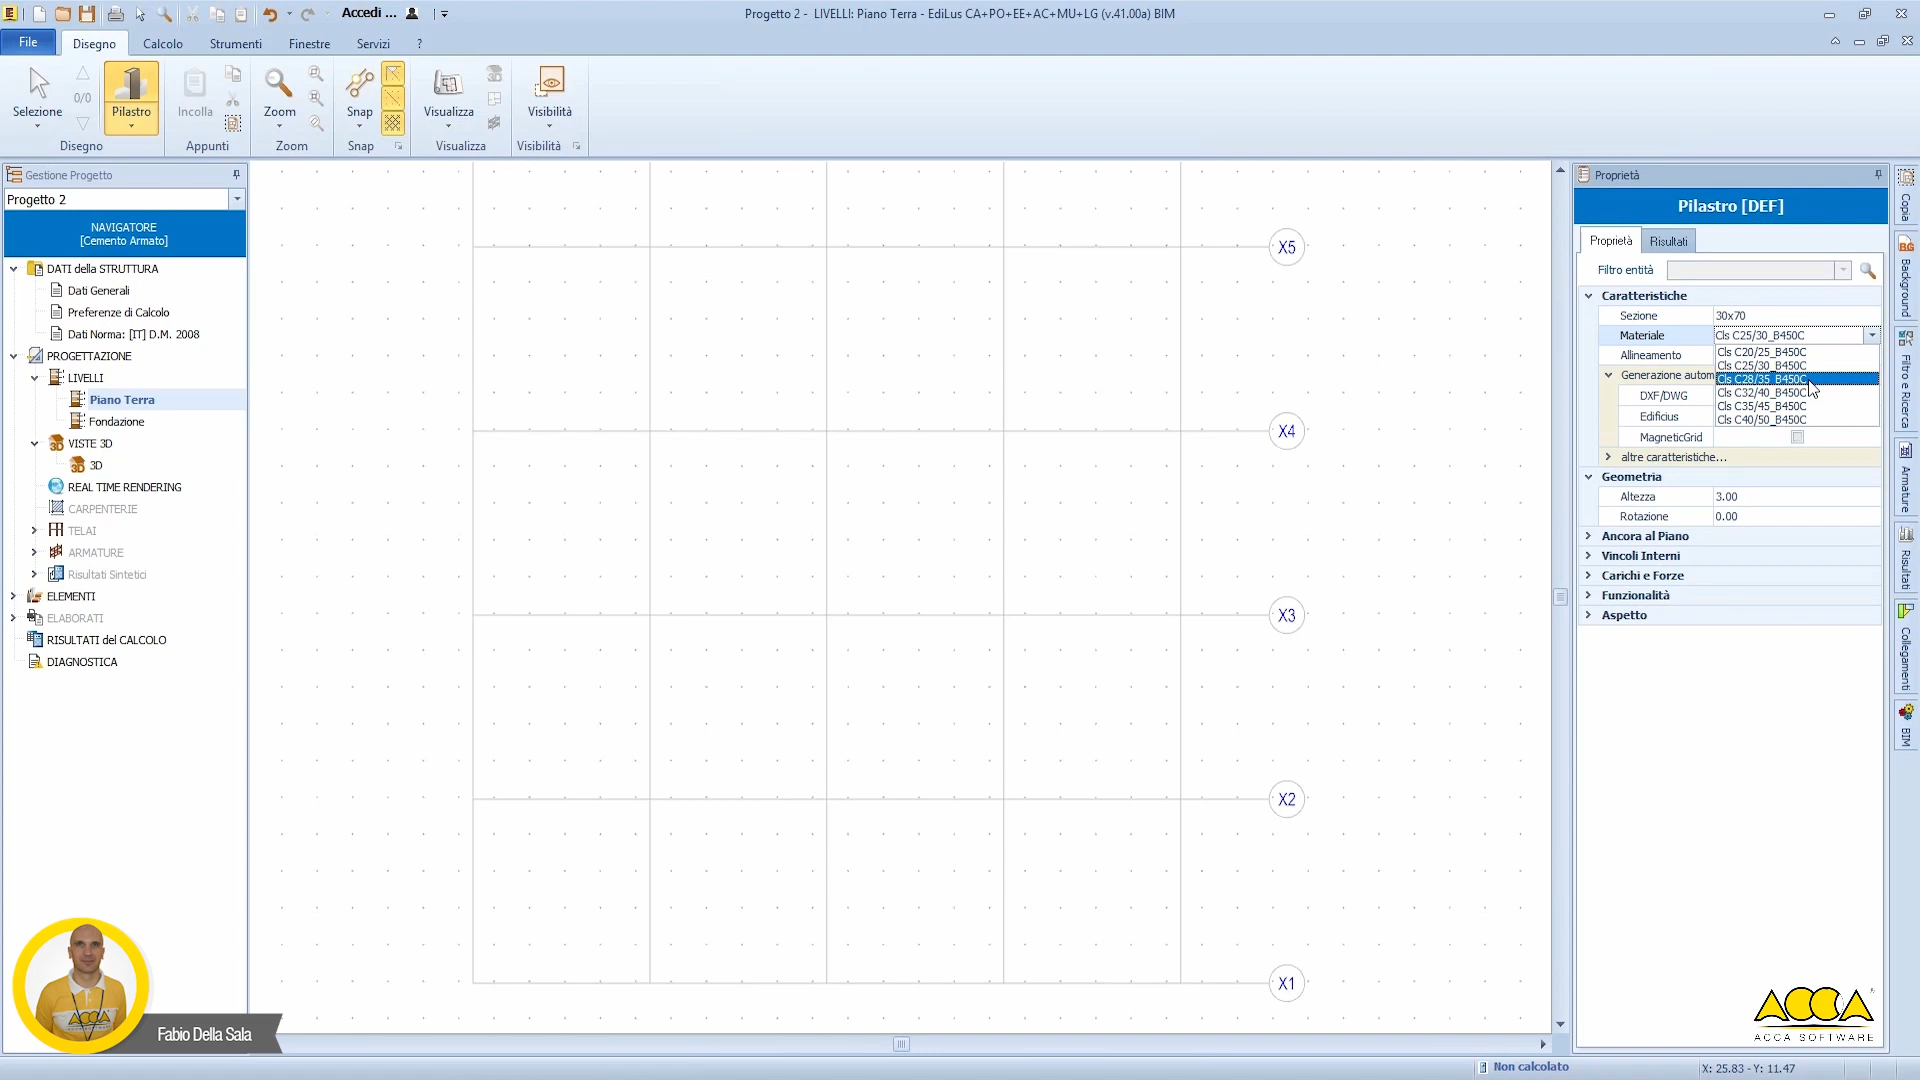 Accedi ...
Progetto 2 - LIVELLI: Piano Terra - EdiLus CA+PO+EE+AC+MU+LG (v.41.00a) BIM
File
Disegno
Calcolo
Strumenti
Finestre
Servizi
?
Selezione
0/0
Pilastro
Incolla
Zoom
Snap
Visualizza
Visibilità
Disegno
Appunti
Zoom
Snap
Visualizza
Visibilità
Gestione Progetto
Progetto 2
NAVIGATORE
[Cemento Armato]
DATI della STRUTTURA
Dati Generali
Preferenze di Calcolo
Dati Norma: [IT] D.M. 2008
PROGETTAZIONE
LIVELLI
Piano Terra
Fondazione
VISTE 3D
3D
REAL TIME RENDERING
CARPENTERIE
TELAI
ARMATURE
Risultati Sintetici
ELEMENTI
ELABORATI
RISULTATI del CALCOLO
DIAGNOSTICA
X5
X4
X3
X2
X1
Proprietà
Pilastro [DEF]
Proprietà
Risultati
Filtro entità
Caratteristiche
Sezione 30x70
Materiale Cls C25/30_B450C
Cls C20/25_B450C
Allineamento
Cls C25/30_B450C
Generazione autom
Cls C28/35_B450C
DXF/DWG
Cls C32/40_B450C
Cls C35/45_B450C
Edificius
Cls C40/50_B450C
MagneticGrid
altre caratteristiche...
Geometria
Altezza 3.00
Rotazione 0.00
Ancora al Piano
Vincoli Interni
Carichi e Forze
Funzionalità
Aspetto
Copia
BG
Background
Filtro e Ricerca
Armature
Risultati
Collegamenti
BIM
ACCA
Fabio Della Sala
ACCA
ACCA SOFTWARE
Non calcolato
X: 25.83 - Y: 11.47